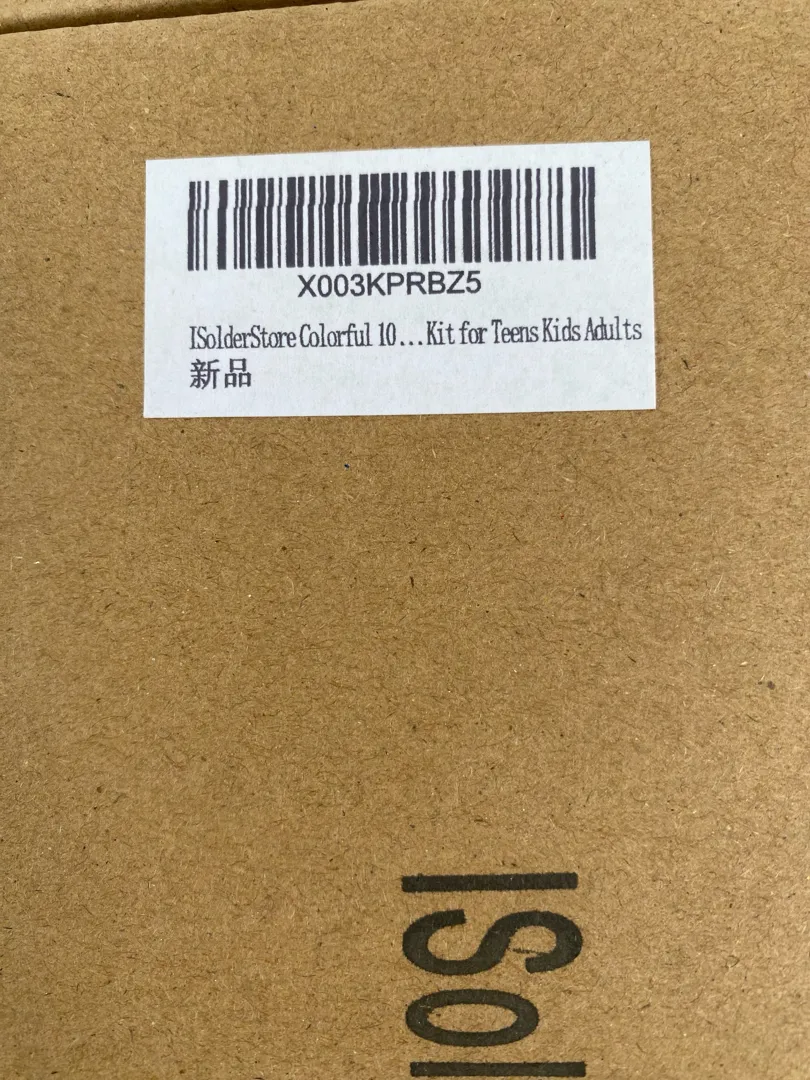 X003KPRBZ5
ISolderStore Colorful 10...Kit for Teens Kids Adults
新品
ISol